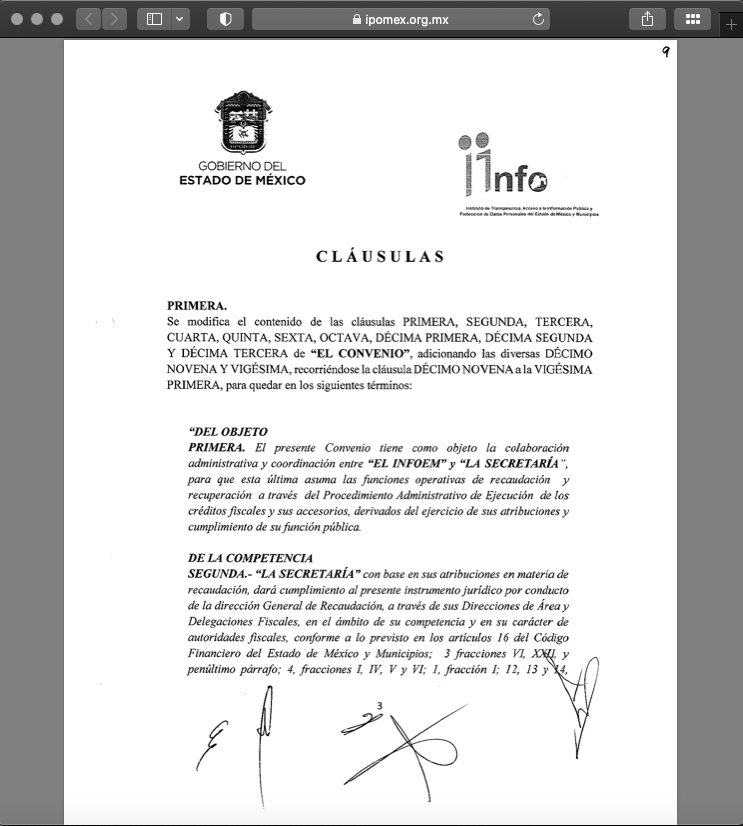 ipomex.org.mx
9
GOBIERNO DEL
ESTADO DE MÉXICO
infо
Instituto de Transparencia, Acceso a la Información Pública y
Protección de Datos Personales del Estado de México y Municipios
CLÁUSULAS
PRIMERA.
Se modifica el contenido de las cláusulas PRIMERA, SEGUNDA, TERCERA,
CUARTA, QUINTA, SEXTA, OCTAVA, DÉCIMA PRIMERA, DÉCIMA SEGUNDA
Y DÉCIMA TERCERA de “EL CONVENIO”, adicionando las diversas DÉCIMO
NOVENA Y VIGÉSIMA, recorriéndose la cláusula DÉCIMO NOVENA a la VIGÉSIMA
PRIMERA, para quedar en los siguientes términos:
“DEL OBJETO
PRIMERA. El presente Convenio tiene como objeto la colaboración
administrativa y coordinación entre “EL INFOEM” y “LA SECRETARÍA”,
para que esta última asuma las funciones operativas de recaudación y
recuperación a través del Procedimiento Administrativo de Ejecución de los
créditos fiscales y sus accesorios, derivados del ejercicio de sus atribuciones y
cumplimiento de su función pública.
DE LA COMPETENCIA
SEGUNDA.- “LA SECRETARÍA” con base en sus atribuciones en materia de
recaudación, dará cumplimiento al presente instrumento jurídico por conducto
de la dirección General de Recaudación, a través de sus Direcciones de Área y
Delegaciones Fiscales, en el ámbito de su competencia y en su carácter de
autoridades fiscales, conforme a lo previsto en los artículos 16 del Código
Financiero del Estado de México y Municipios; 3 fracciones VI, XXII, y
penúltimo párrafo; 4, fracciones I, IV, V y VI; 1, fracción I; 12, 13 y 14,
3